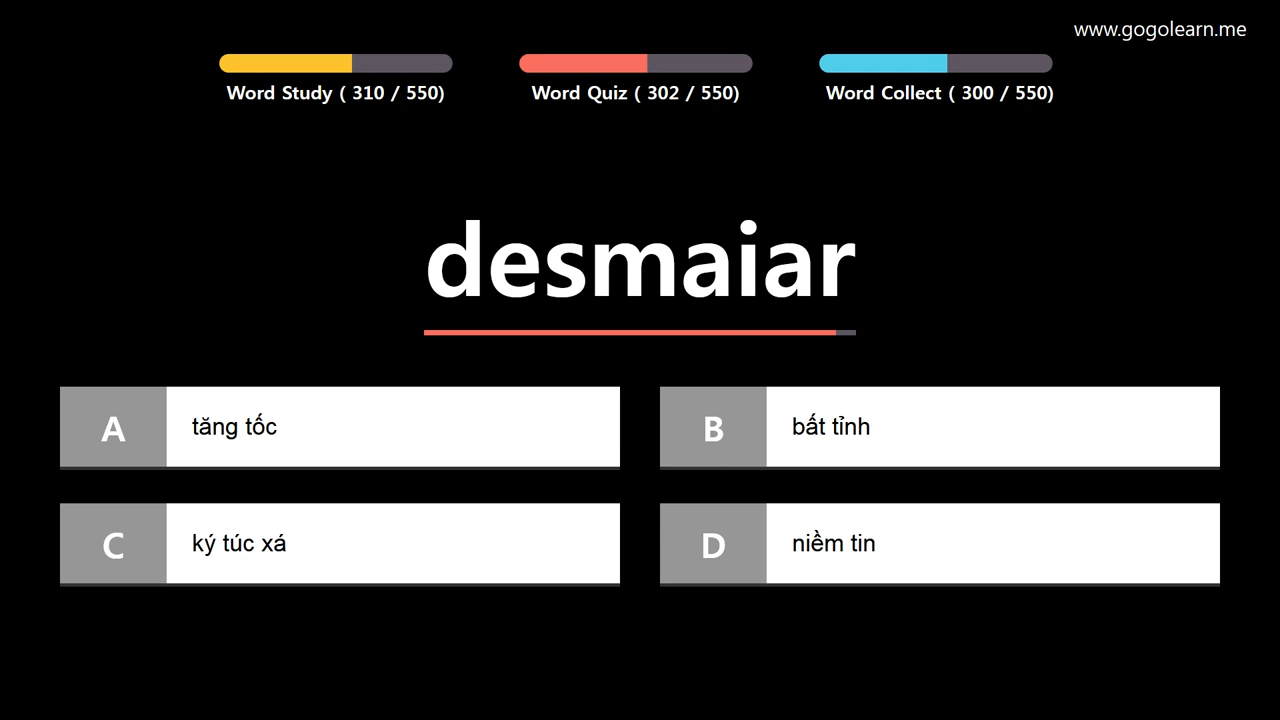 www.gogolearn.me
Word Study ( 310 / 550)
Word Quiz ( 302 / 550)
Word Collect ( 300 / 550)
desmaiar
A tăng tốc
B bất tỉnh
C ký túc xá
D niềm tin